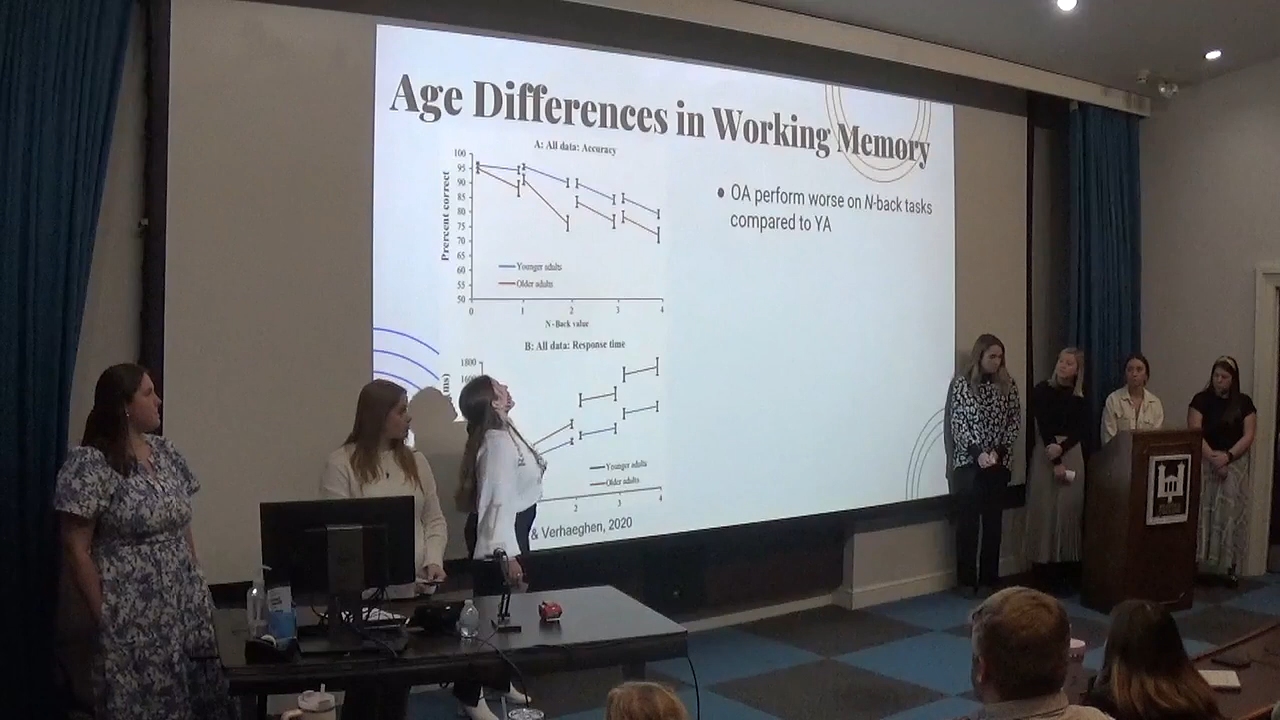 Age Differences in Working Memory
A: All data: Accuracy
Prercent correct
100
95
90
85
80
75
70
65
60
55
50
Younger adults
Older adults
0 1 2 3 4
N-Back value
OA perform worse on N-back tasks
compared to YA
B: All data: Response time
1800
Younger adults
Older adults
2 3 4
& Verhaeghen, 2020